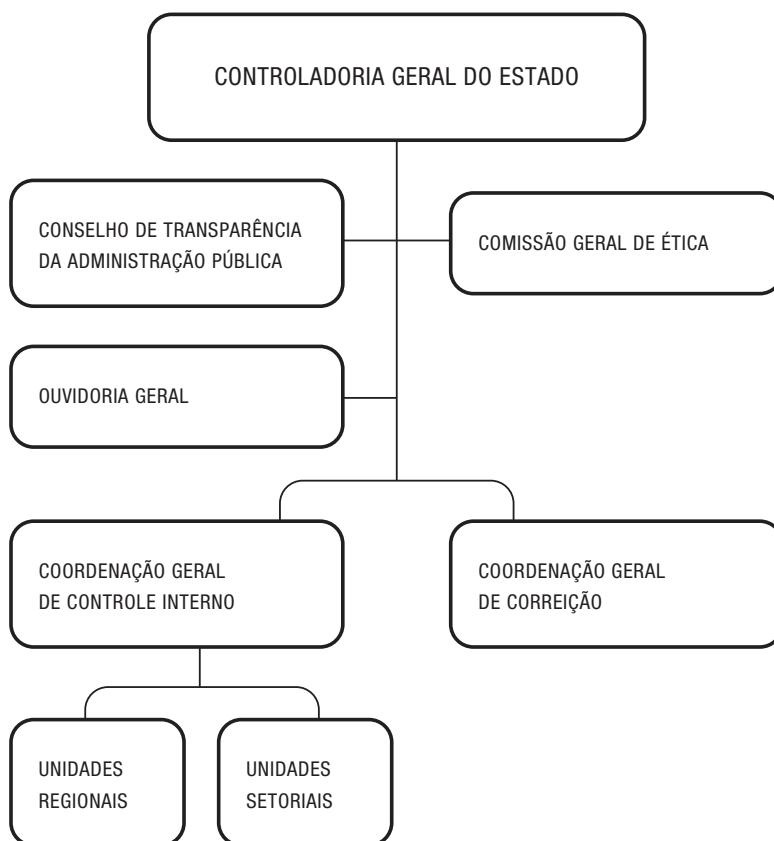 CONTROLADORIA GERAL DO ESTADO
CONSELHO DE TRANSPARÊNCIA
DA ADMINISTRAÇÃO PÚBLICA
COMISSÃO GERAL DE ÉTICA
OUVIDORIA GERAL
COORDENAÇÃO GERAL
DE CONTROLE INTERNO
COORDENAÇÃO GERAL
DE CORREIÇÃO
UNIDADES
REGIONAIS
UNIDADES
SETORIAIS